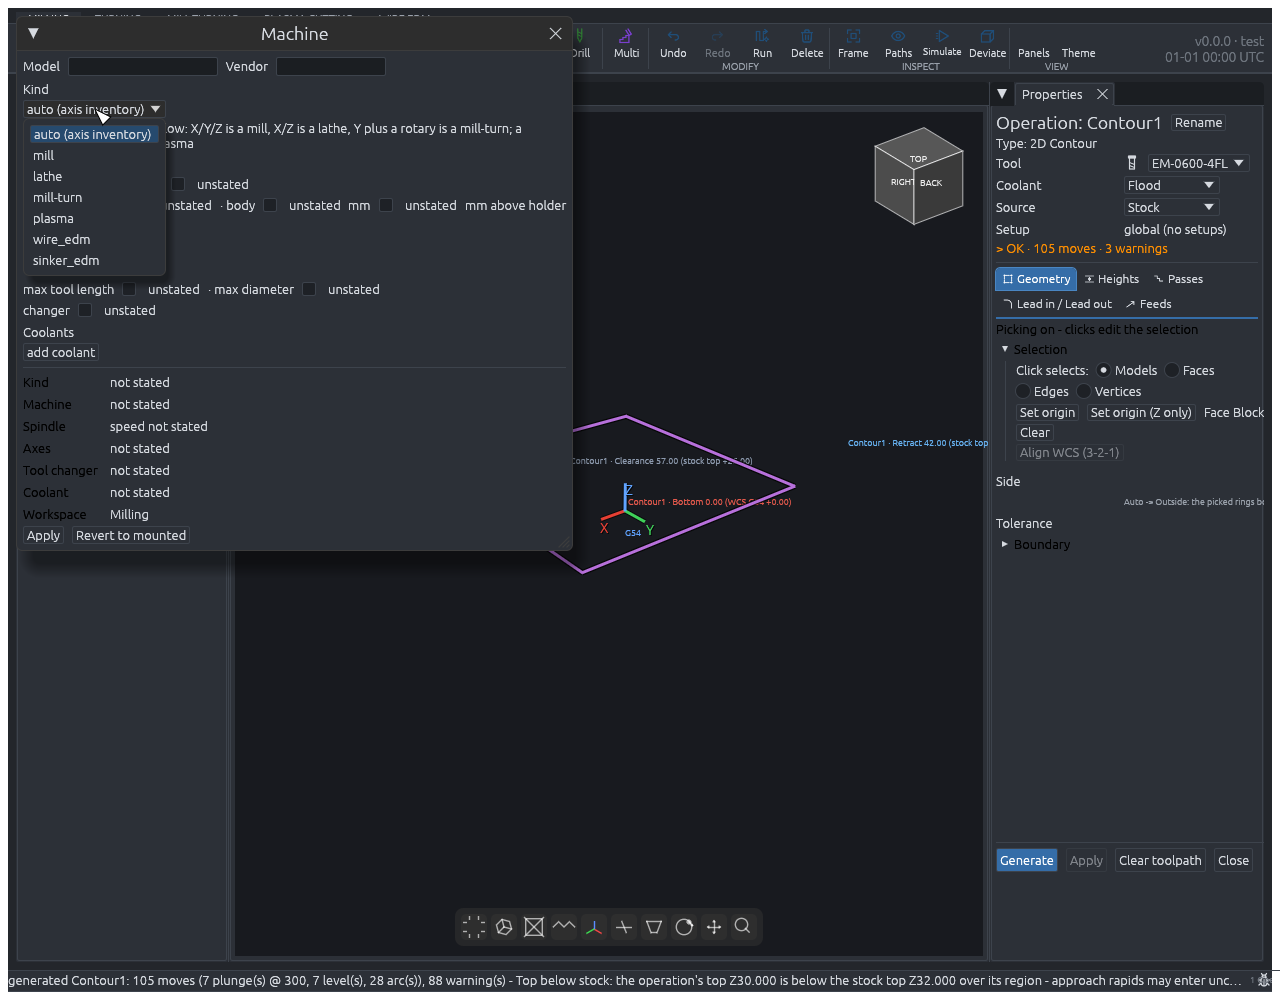 Machine
Model Vendor
Kind
auto (axis inventory)
auto (axis inventory)
mill
lathe
mill-turn
plasma
wire_edm
sinker_edm
X/Y/Z is a mill, X/Z is a lathe, Y plus a rotary is a mill-turn; a
unstated
unstated · body unstated mm unstated mm above holder
max tool length unstated · max diameter unstated
changer unstated
Coolants
add coolant
Kind not stated
Machine not stated
Spindle speed not stated
Axes not stated
Tool changer not stated
Coolant not stated
Workspace Milling
Apply Revert to mounted
Multi Undo Redo Run Delete Frame Paths Simulate Deviate Panels Theme
MODIFY INSPECT VIEW
v0.0.0 · test
01-01 00:00 UTC
TOP
RIGHT BACK
Contour1 · Retract 42.00 (stock top
Contour1 · Clearance 57.00 (stock top
Contour1 · Bottom 0.00 (WCS
Z
X Y
G54
Properties
Operation: Contour1 Rename
Type: 2D Contour
Tool EM-0600-4FL
Coolant Flood
Source Stock
Setup global (no setups)
> OK · 105 moves · 3 warnings
Geometry Heights Passes
Lead in / Lead out Feeds
Picking on - clicks edit the selection
Selection
Click selects: Models Faces
Edges Vertices
Set origin Set origin (Z only) Face Block
Clear
Align WCS (3-2-1)
Side
Auto -> Outside: the picked rings
Tolerance
Boundary
Generate Apply Clear toolpath Close
generated Contour1: 105 moves (7 plunge(s) @ 300, 7 level(s), 28 arc(s)), 88 warning(s) - Top below stock: the operation's top Z30.000 is below the stock top Z32.000 over its region - approach rapids may enter unc...